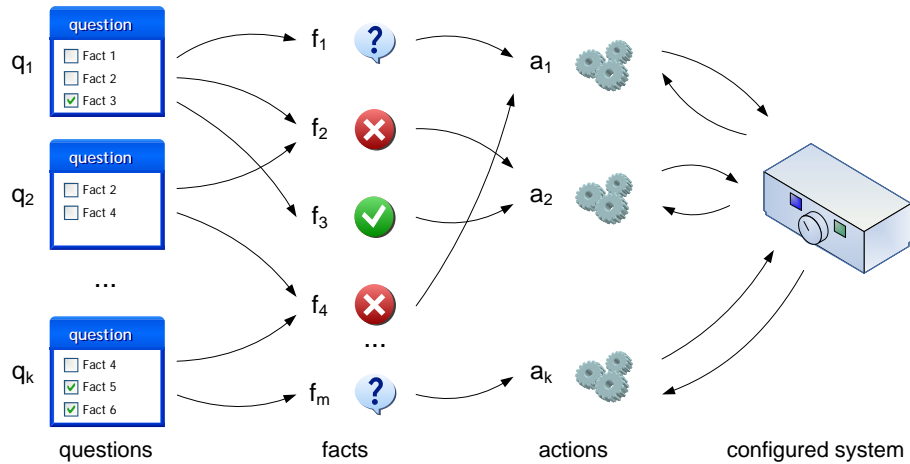 question
q1
Fact 1
Fact 2
Fact 3
question
q2
Fact 2
Fact 4
...
question
qk
Fact 4
Fact 5
Fact 6
questions
f1
?
f2
f3
f4
...
fm
?
facts
a1
a2
ak
actions
configured system